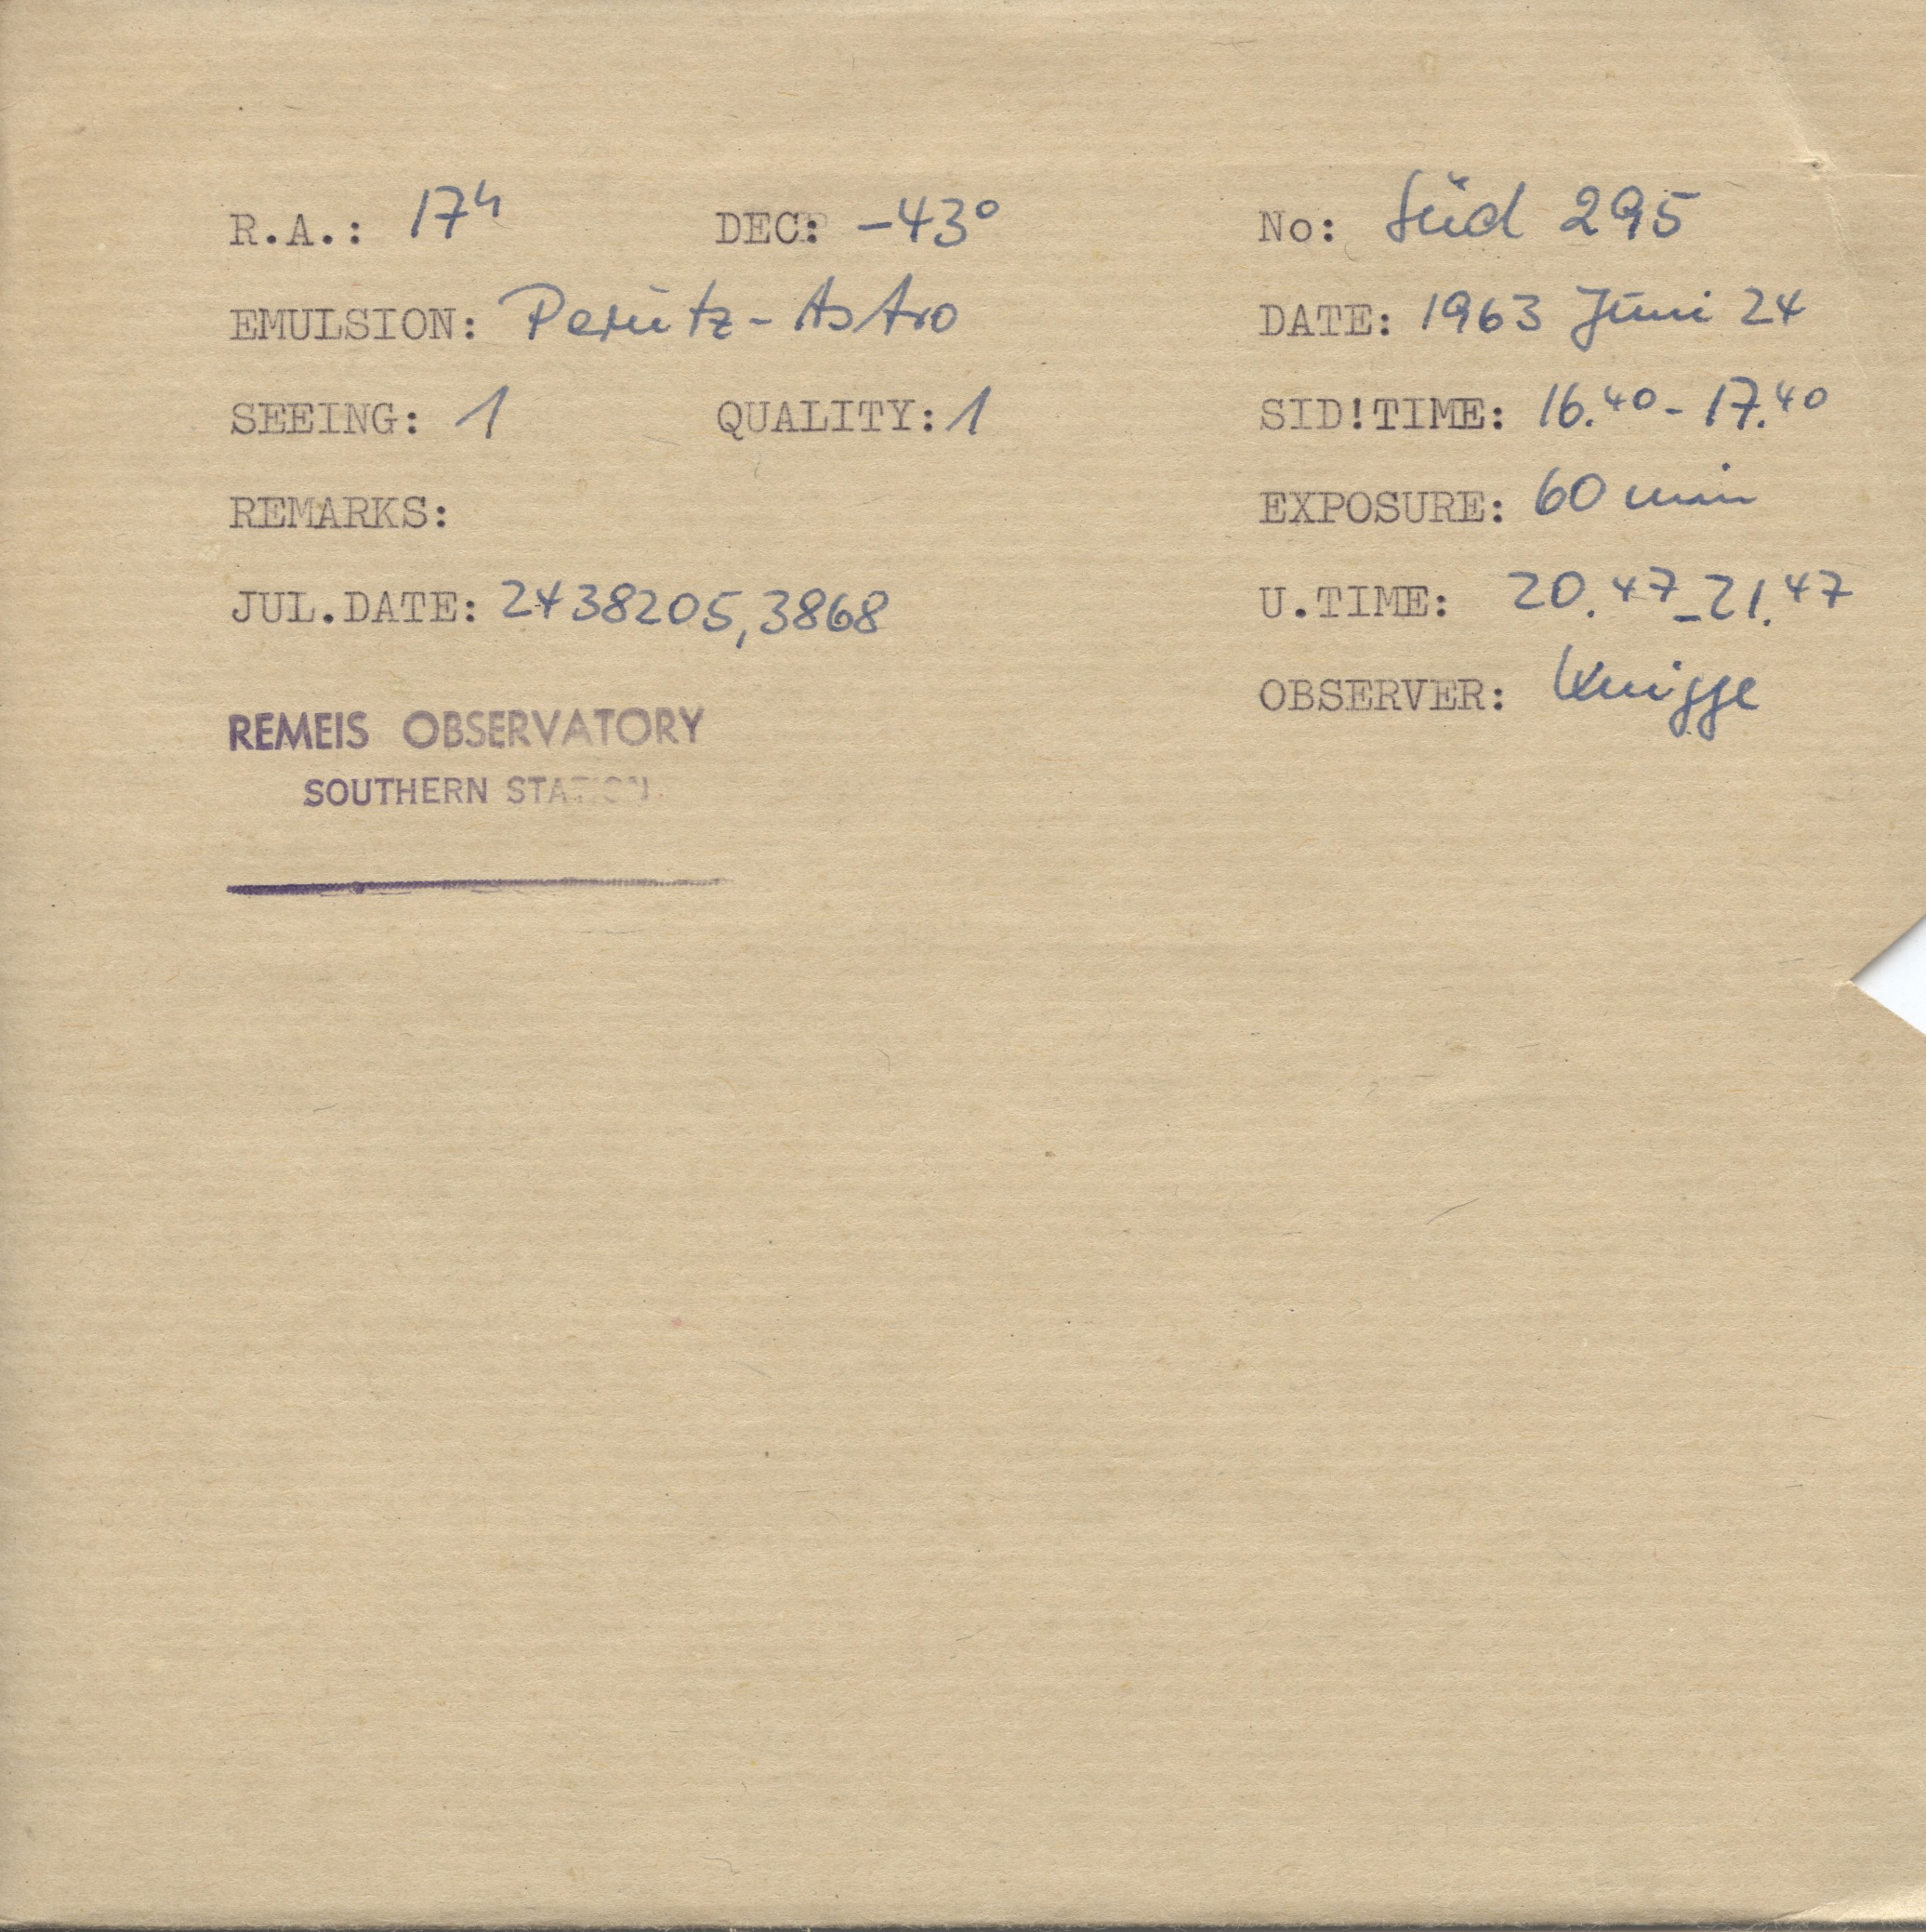 R.A.: 17h DEC: -43° No: Süd 295
EMULSION: Perutz-Astro DATE: 1963 Juni 24
SEEING: 1 QUALITY: 1 SID!TIME: 16.40 - 17.40
REMARKS: EXPOSURE: 60 min
JUL.DATE: 2438205,3868 U.TIME: 20.47 - 21.47
OBSERVER: Knigge
REMEIS OBSERVATORY
SOUTHERN STATION